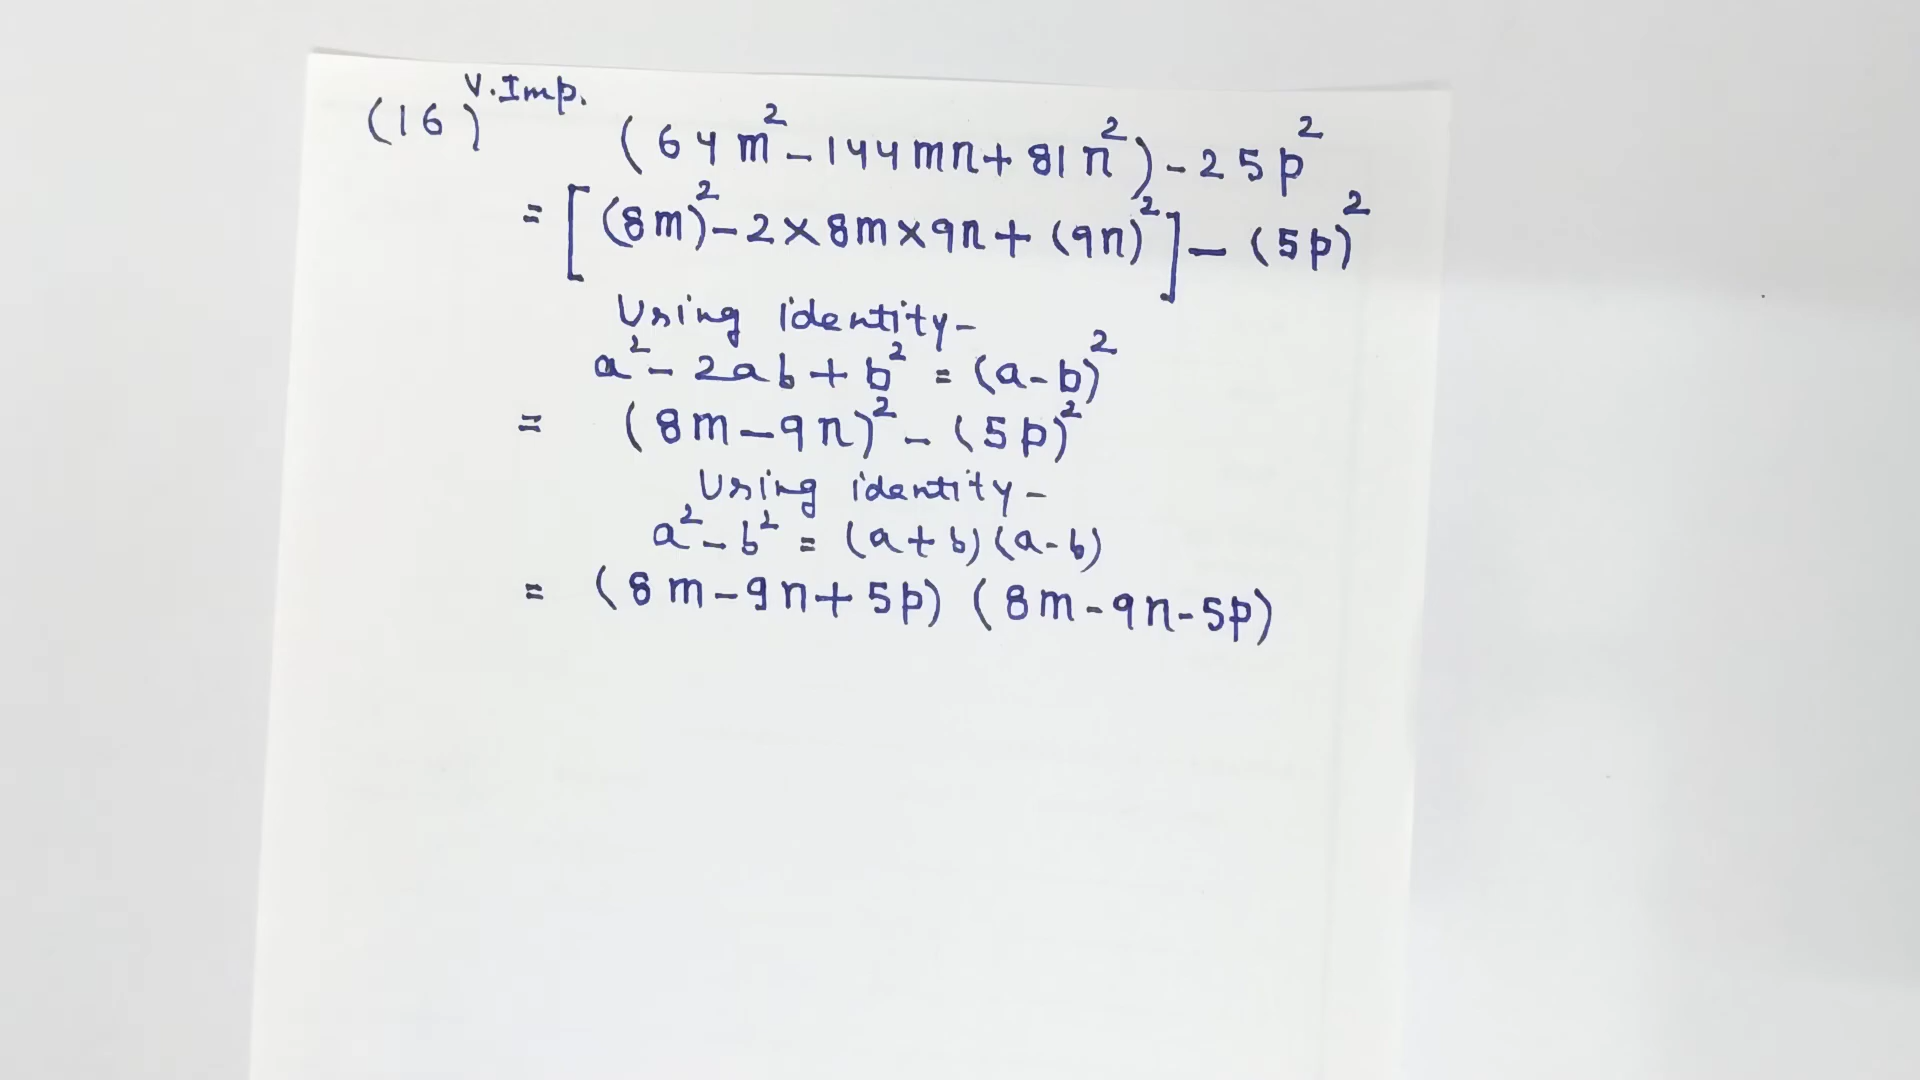 (16) V. Imp. (64m² - 144mn + 81n²) - 25p²
= [(8m)² - 2 × 8m × 9n + (9n)²] - (5p)²
Using identity -
a² - 2ab + b² = (a - b)²
= (8m - 9n)² - (5p)²
Using identity -
a² - b² = (a + b) (a - b)
= (8m - 9n + 5p) (8m - 9n - 5p)